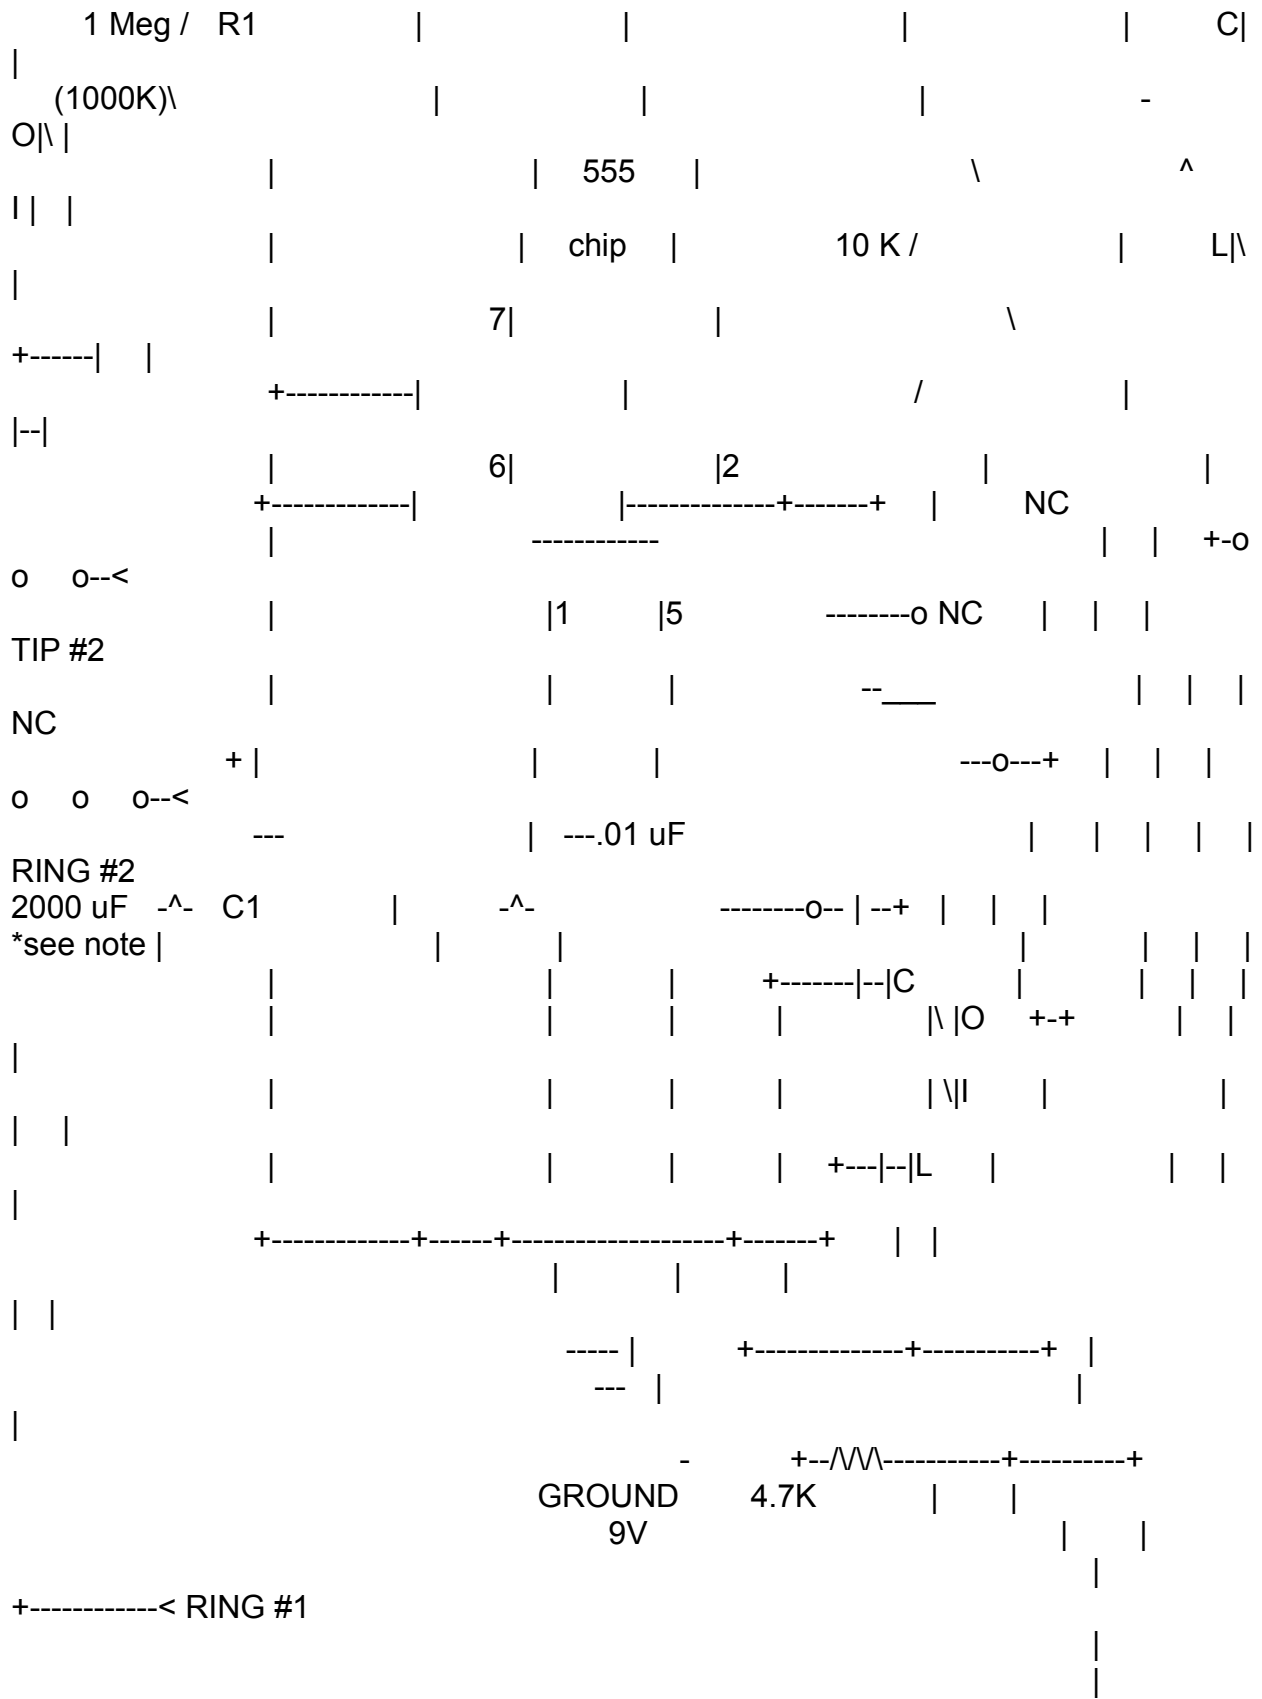 1 Meg / R1 | | | | C|
|
(1000K)\ | | | -
O|\ |
| | 555 | \ ^
I | |
| | chip | 10 K / | L|\
|
| 7| | \
+------| |
+------------| | / |
|--|
| 6| |2 | |
+-------------| |--------------+-------+ | NC
| ------------ | | +-o
o o--<
| |1 |5 --------o NC | | |
TIP #2
| | | --___ | | |
NC
+ | | | ---o---+ | | |
o o o--<
--- | ---.01 uF | | | | |
RING #2
2000 uF -^- C1 | -^- --------o-- | --+ | | |
*see note | | | | | | |
| | | +-------|--|C | | | |
| | | | |\ |O +-+ | |
|
| | | | | \|I | |
| |
| | | | +---|--|L | | |
|
+-------------+------+--------------------+-------+ | |
| | |
| |
----- | +--------------+-----------+ |
--- | |
|
- +--/\/\/\-----------+----------+
GROUND 4.7K | |
9V | |
|
+------------< RING #1
|
|